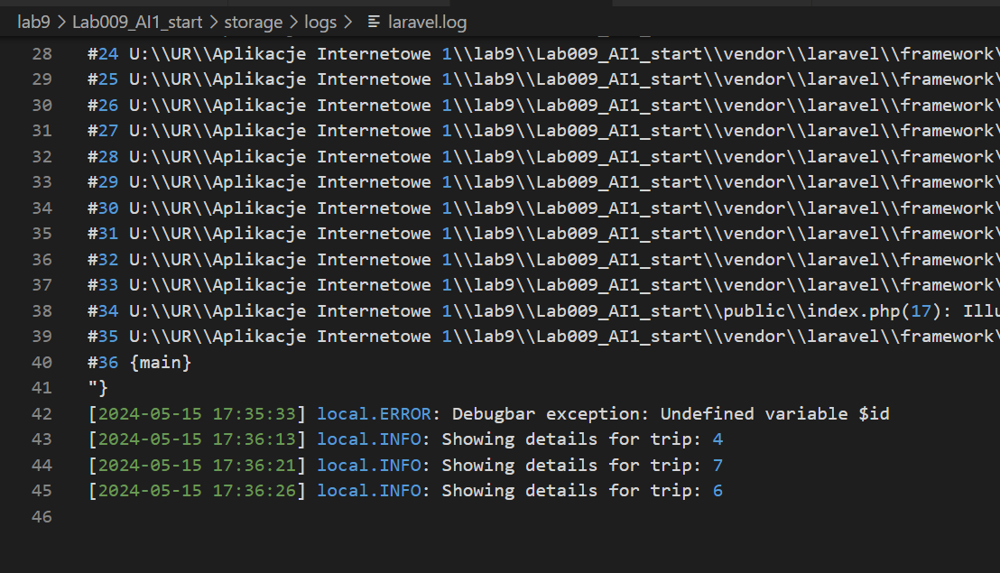 lab9 > Lab009_AI1_start > storage > logs > laravel.log
28 #24 U:\\UR\\Aplikacje Internetowe 1\\lab9\\Lab009_AI1_start\\vendor\\laravel\\framework\
29 #25 U:\\UR\\Aplikacje Internetowe 1\\lab9\\Lab009_AI1_start\\vendor\\laravel\\framework\
30 #26 U:\\UR\\Aplikacje Internetowe 1\\lab9\\Lab009_AI1_start\\vendor\\laravel\\framework\
31 #27 U:\\UR\\Aplikacje Internetowe 1\\lab9\\Lab009_AI1_start\\vendor\\laravel\\framework\
32 #28 U:\\UR\\Aplikacje Internetowe 1\\lab9\\Lab009_AI1_start\\vendor\\laravel\\framework\
33 #29 U:\\UR\\Aplikacje Internetowe 1\\lab9\\Lab009_AI1_start\\vendor\\laravel\\framework\
34 #30 U:\\UR\\Aplikacje Internetowe 1\\lab9\\Lab009_AI1_start\\vendor\\laravel\\framework\
35 #31 U:\\UR\\Aplikacje Internetowe 1\\lab9\\Lab009_AI1_start\\vendor\\laravel\\framework\
36 #32 U:\\UR\\Aplikacje Internetowe 1\\lab9\\Lab009_AI1_start\\vendor\\laravel\\framework\
37 #33 U:\\UR\\Aplikacje Internetowe 1\\lab9\\Lab009_AI1_start\\vendor\\laravel\\framework\
38 #34 U:\\UR\\Aplikacje Internetowe 1\\lab9\\Lab009_AI1_start\\public\\index.php(17): Illu
39 #35 U:\\UR\\Aplikacje Internetowe 1\\lab9\\Lab009_AI1_start\\vendor\\laravel\\framework\
40 #36 {main}
41 "}
42 [2024-05-15 17:35:33] local.ERROR: Debugbar exception: Undefined variable $id
43 [2024-05-15 17:36:13] local.INFO: Showing details for trip: 4
44 [2024-05-15 17:36:21] local.INFO: Showing details for trip: 7
45 [2024-05-15 17:36:26] local.INFO: Showing details for trip: 6
46